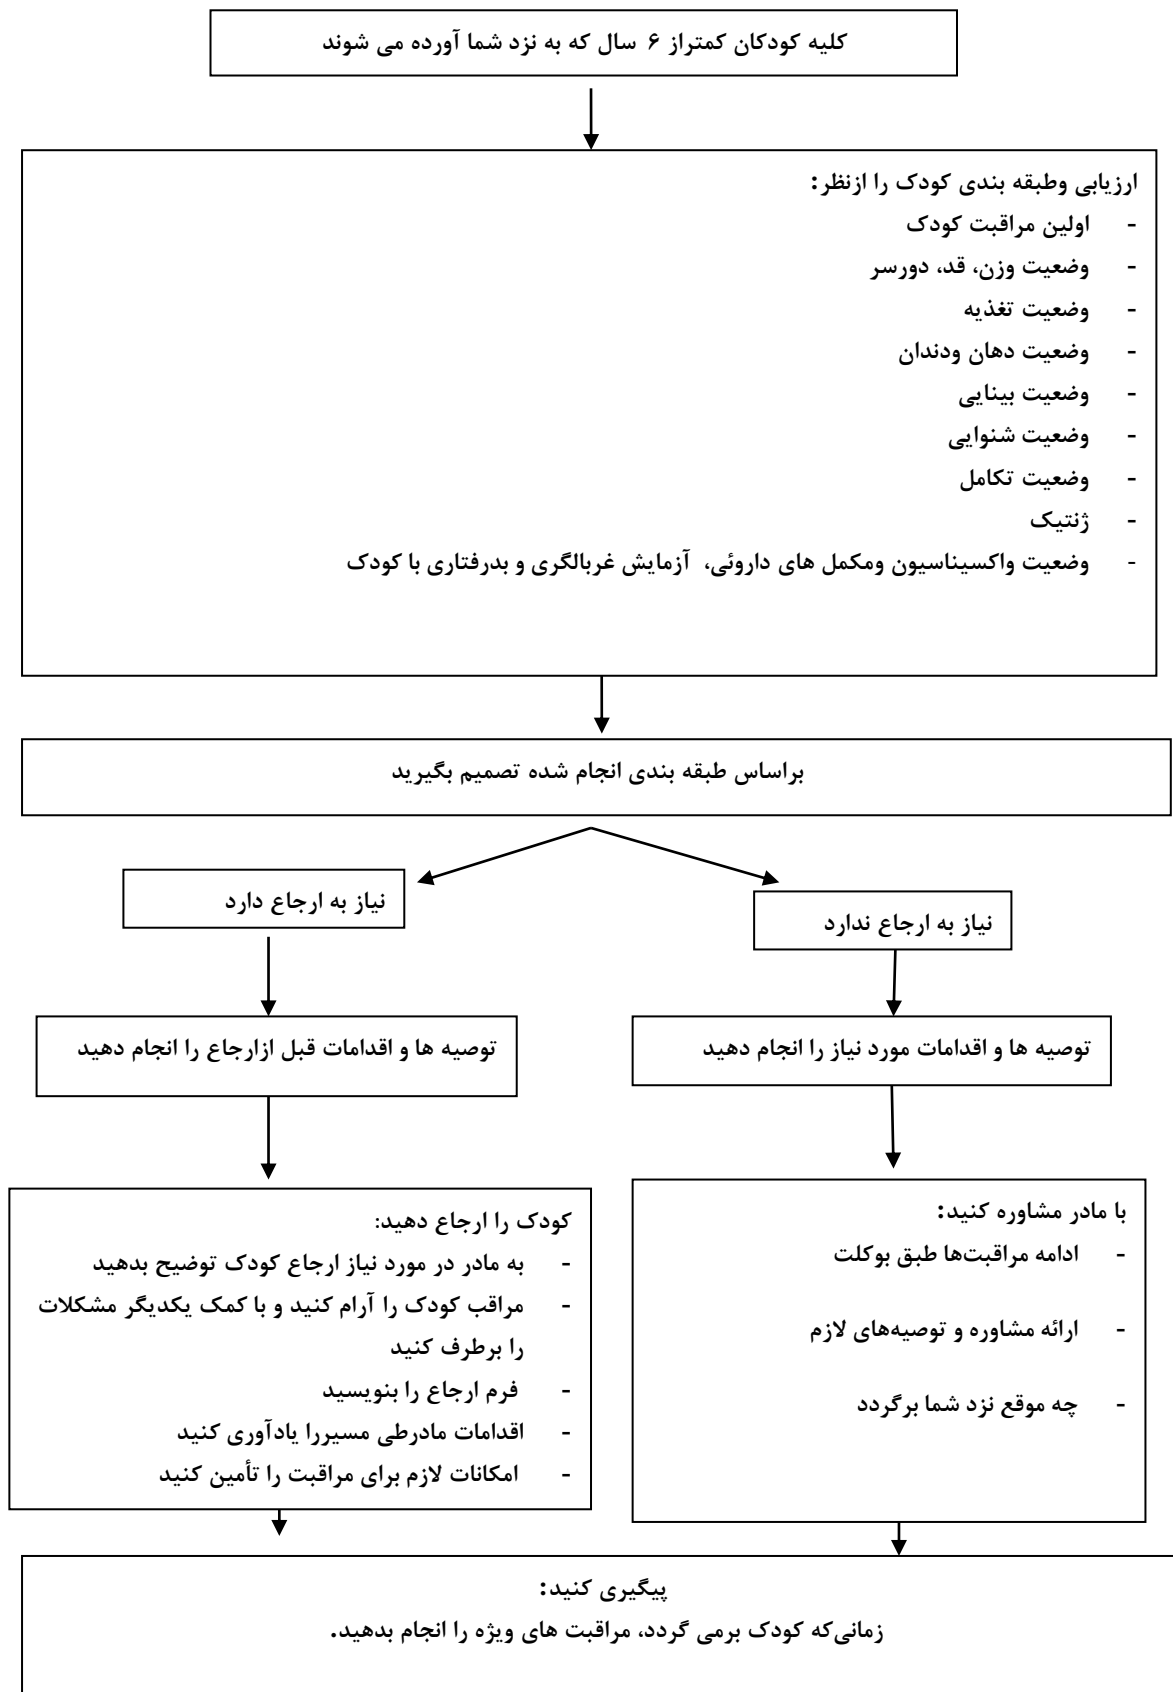 کلیه کودکان کمتراز ۶ سال که به نزد شما آورده می شوند
ارزیابی وطبقه بندی کودک را ازنظر:
- اولین مراقبت کودک
- وضعیت وزن، قد، دورسر
- وضعیت تغذیه
- وضعیت دهان ودندان
- وضعیت بینایی
- وضعیت شنوایی
- وضعیت تکامل
- ژنتیک
- وضعیت واکسیناسیون ومکمل های داروئی، آزمایش غربالگری و بدرفتاری با کودک
براساس طبقه بندی انجام شده تصمیم بگیرید
نیاز به ارجاع ندارد
توصیه ها و اقدامات مورد نیاز را انجام دهید
با مادر مشاوره کنید:
- ادامه مراقبت‌ها طبق بوکلت
- ارائه مشاوره و توصیه‌های لازم
- چه موقع نزد شما برگردد
نیاز به ارجاع دارد
توصیه ها و اقدامات قبل ازارجاع را انجام دهید
کودک را ارجاع دهید:
- به مادر در مورد نیاز ارجاع کودک توضیح بدهید
- مراقب کودک را آرام کنید و با کمک یکدیگر مشکلات
را برطرف کنید
- فرم ارجاع را بنویسید
- اقدامات مادرطی مسیررا یادآوری کنید
- امکانات لازم برای مراقبت را تأمین کنید
پیگیری کنید:
زمانی‌که کودک برمی گردد، مراقبت های ویژه را انجام بدهید.